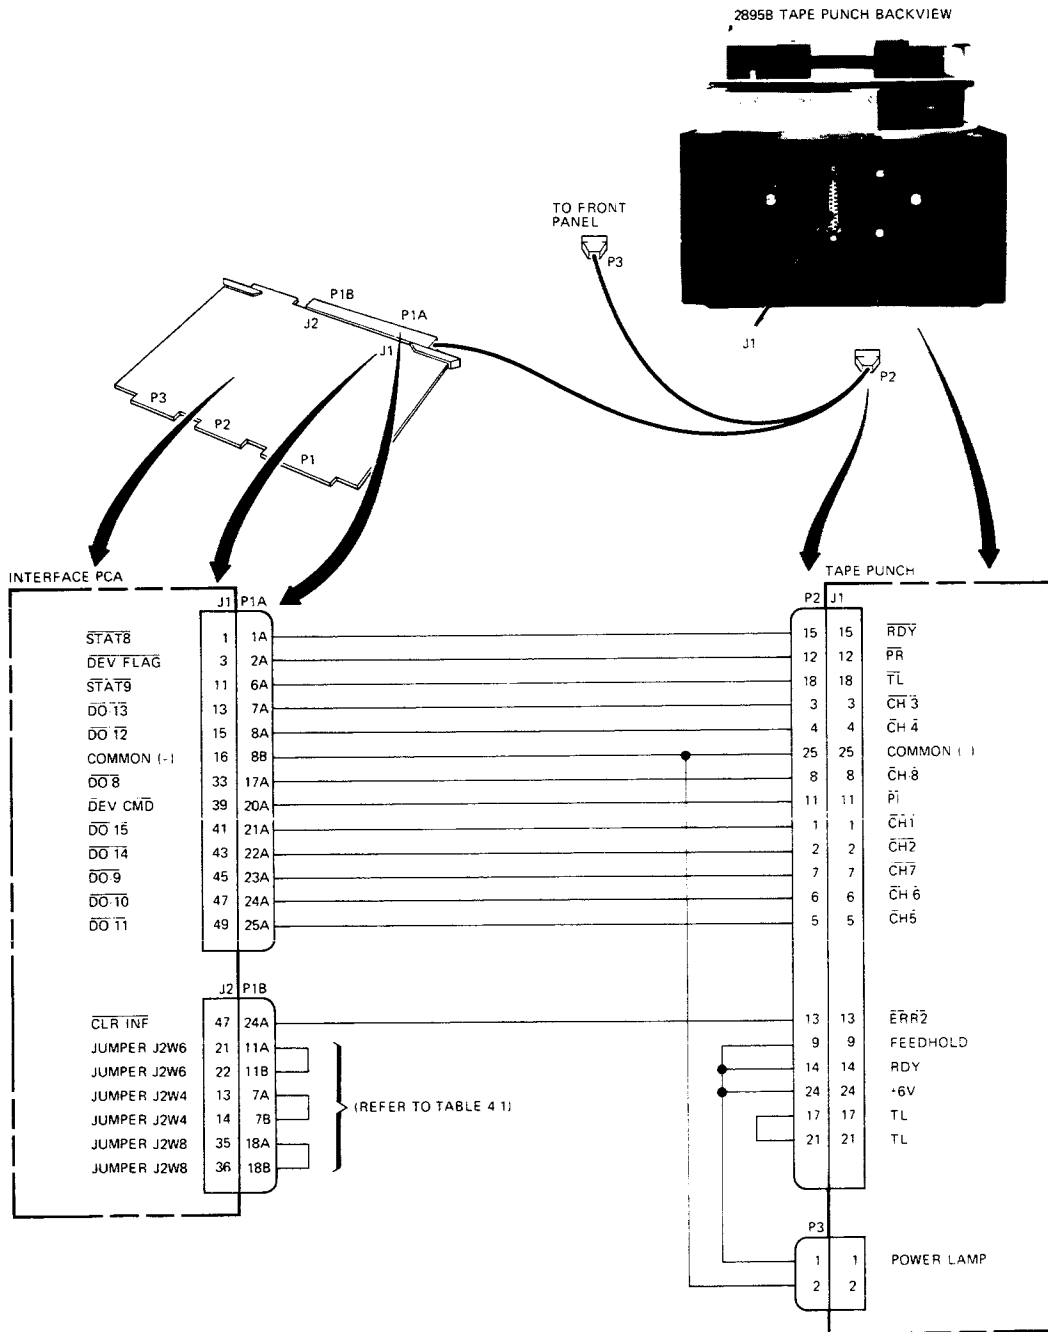 2895B TAPE PUNCH BACKVIEW
TO FRONT
PANEL
P3
P1B
P1A
J2
J1
J1
P2
P3
P2
P1
INTERFACE PCA
TAPE PUNCH
J1 P1A
P2 J1
STAT8 1 1A 15 15 RDY
DEV FLAG 3 2A 12 12 PR
STAT9 11 6A 18 18 TL
DO 13 13 7A 3 3 CH 3
DO 12 15 8A 4 4 CH 4
COMMON (-) 16 8B 25 25 COMMON ( )
DO 8 33 17A 8 8 CH 8
DEV CMD 39 20A 11 11 PI
DO 15 41 21A 1 1 CH1
DO 14 43 22A 2 2 CH2
DO 9 45 23A 7 7 CH7
DO 10 47 24A 6 6 CH 6
DO 11 49 25A 5 5 CH5
J2 P1B
CLR INF 47 24A 13 13 ERR2
JUMPER J2W6 21 11A 9 9 FEEDHOLD
JUMPER J2W6 22 11B 14 14 RDY
JUMPER J2W4 13 7A (REFER TO TABLE 4 1) 24 24 +6V
JUMPER J2W4 14 7B 17 17 TL
JUMPER J2W8 35 18A 21 21 TL
JUMPER J2W8 36 18B
P3
1 1 POWER LAMP
2 2